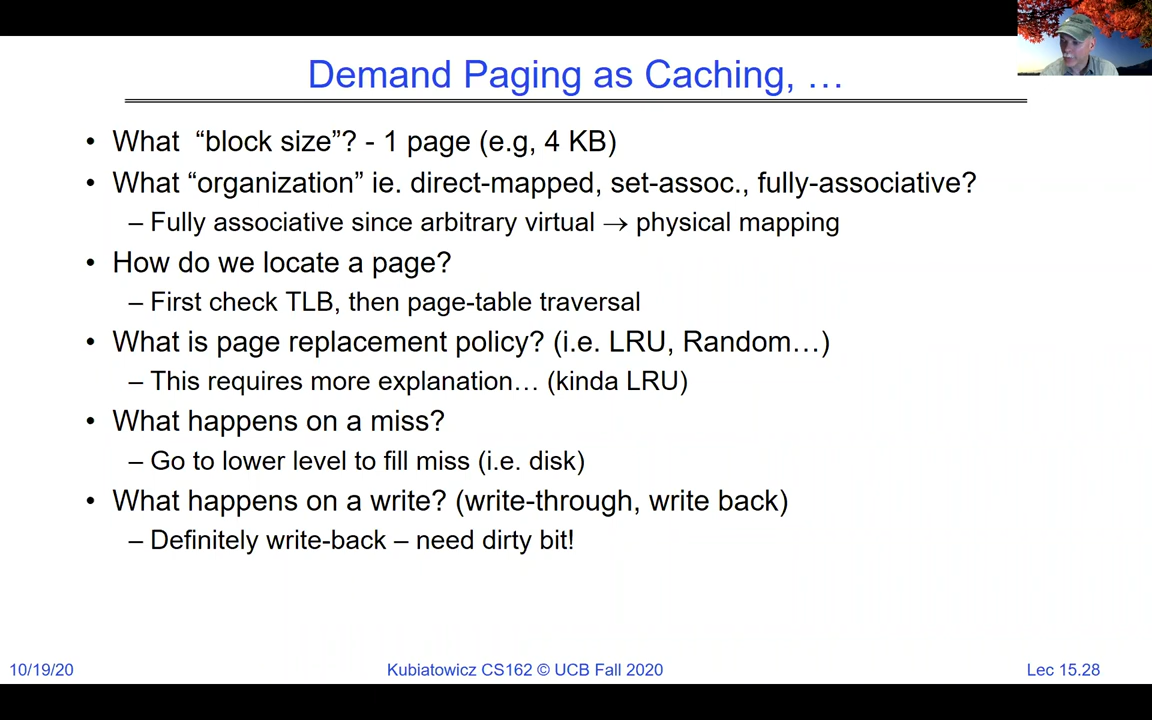 Demand Paging as Caching, …
• What “block size”? - 1 page (e.g, 4 KB)
• What “organization” ie. direct-mapped, set-assoc., fully-associative?
– Fully associative since arbitrary virtual → physical mapping
• How do we locate a page?
– First check TLB, then page-table traversal
• What is page replacement policy? (i.e. LRU, Random…)
– This requires more explanation… (kinda LRU)
• What happens on a miss?
– Go to lower level to fill miss (i.e. disk)
• What happens on a write? (write-through, write back)
– Definitely write-back – need dirty bit!
10/19/20
Kubiatowicz CS162 © UCB Fall 2020
Lec 15.28